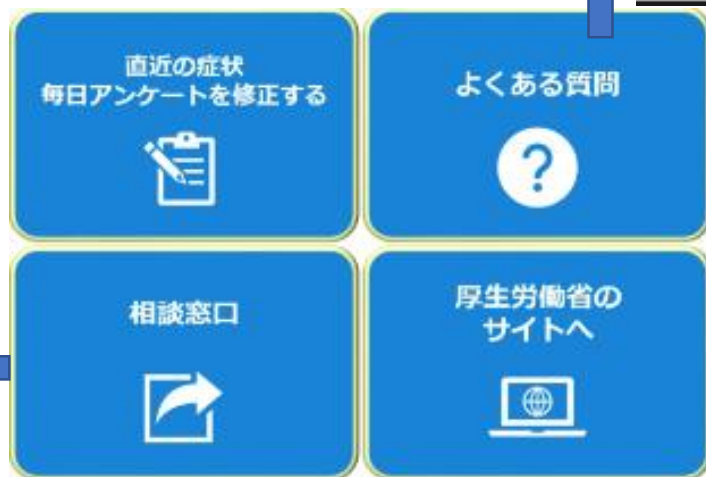 直近の症状
毎日アンケートを修正する
よくある質問
?
相談窓口
厚生労働省の
サイトへ